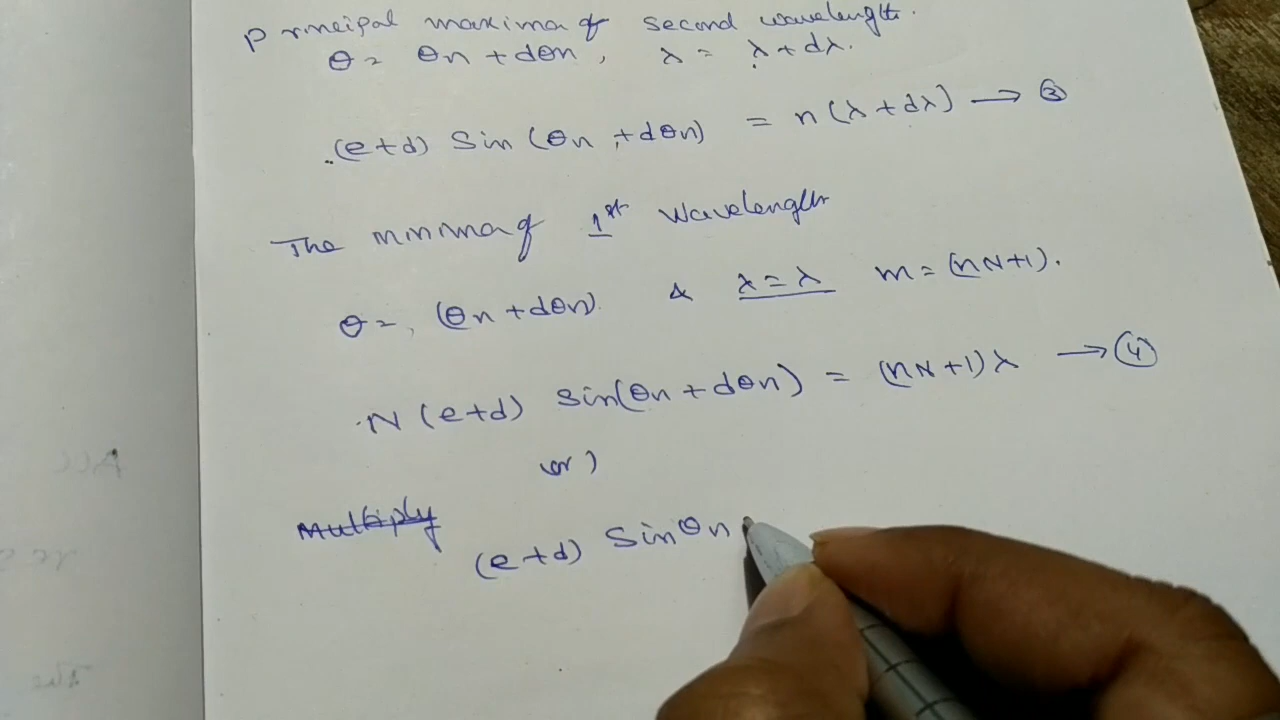 principal maxima of second wavelength.
θ = θn + dθn, λ = λ + dλ.
(e+d) Sin (θn + dθn) = n(λ + dλ) → ③
The minima of 1st wavelength
θ = (θn + dθn) & λ = λ m = (nN+1).
N (e+d) sin(θn + dθn) = (nN+1)λ → ④
or)
Multiply (e+d) Sinθn